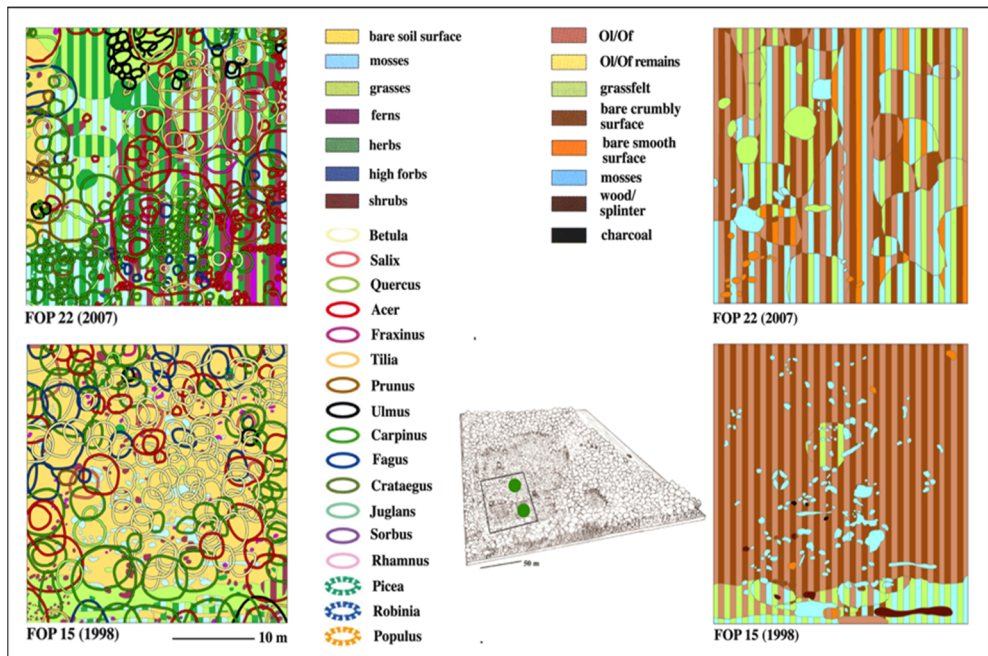 bare soil surface
mosses
grasses
ferns
herbs
high forbs
shrubs
Betula
Salix
Quercus
Acer
Fraxinus
Tilia
Prunus
Ulmus
Carpinus
Fagus
Crataegus
Juglans
Sorbus
Rhamnus
Picea
Robinia
Populus
Ol/Of
Ol/Of remains
grassfelt
bare crumbly
surface
bare smooth
surface
mosses
wood/
splinter
charcoal
FOP 22 (2007)
FOP 22 (2007)
50 m
FOP 15 (1998)
10 m
FOP 15 (1998)